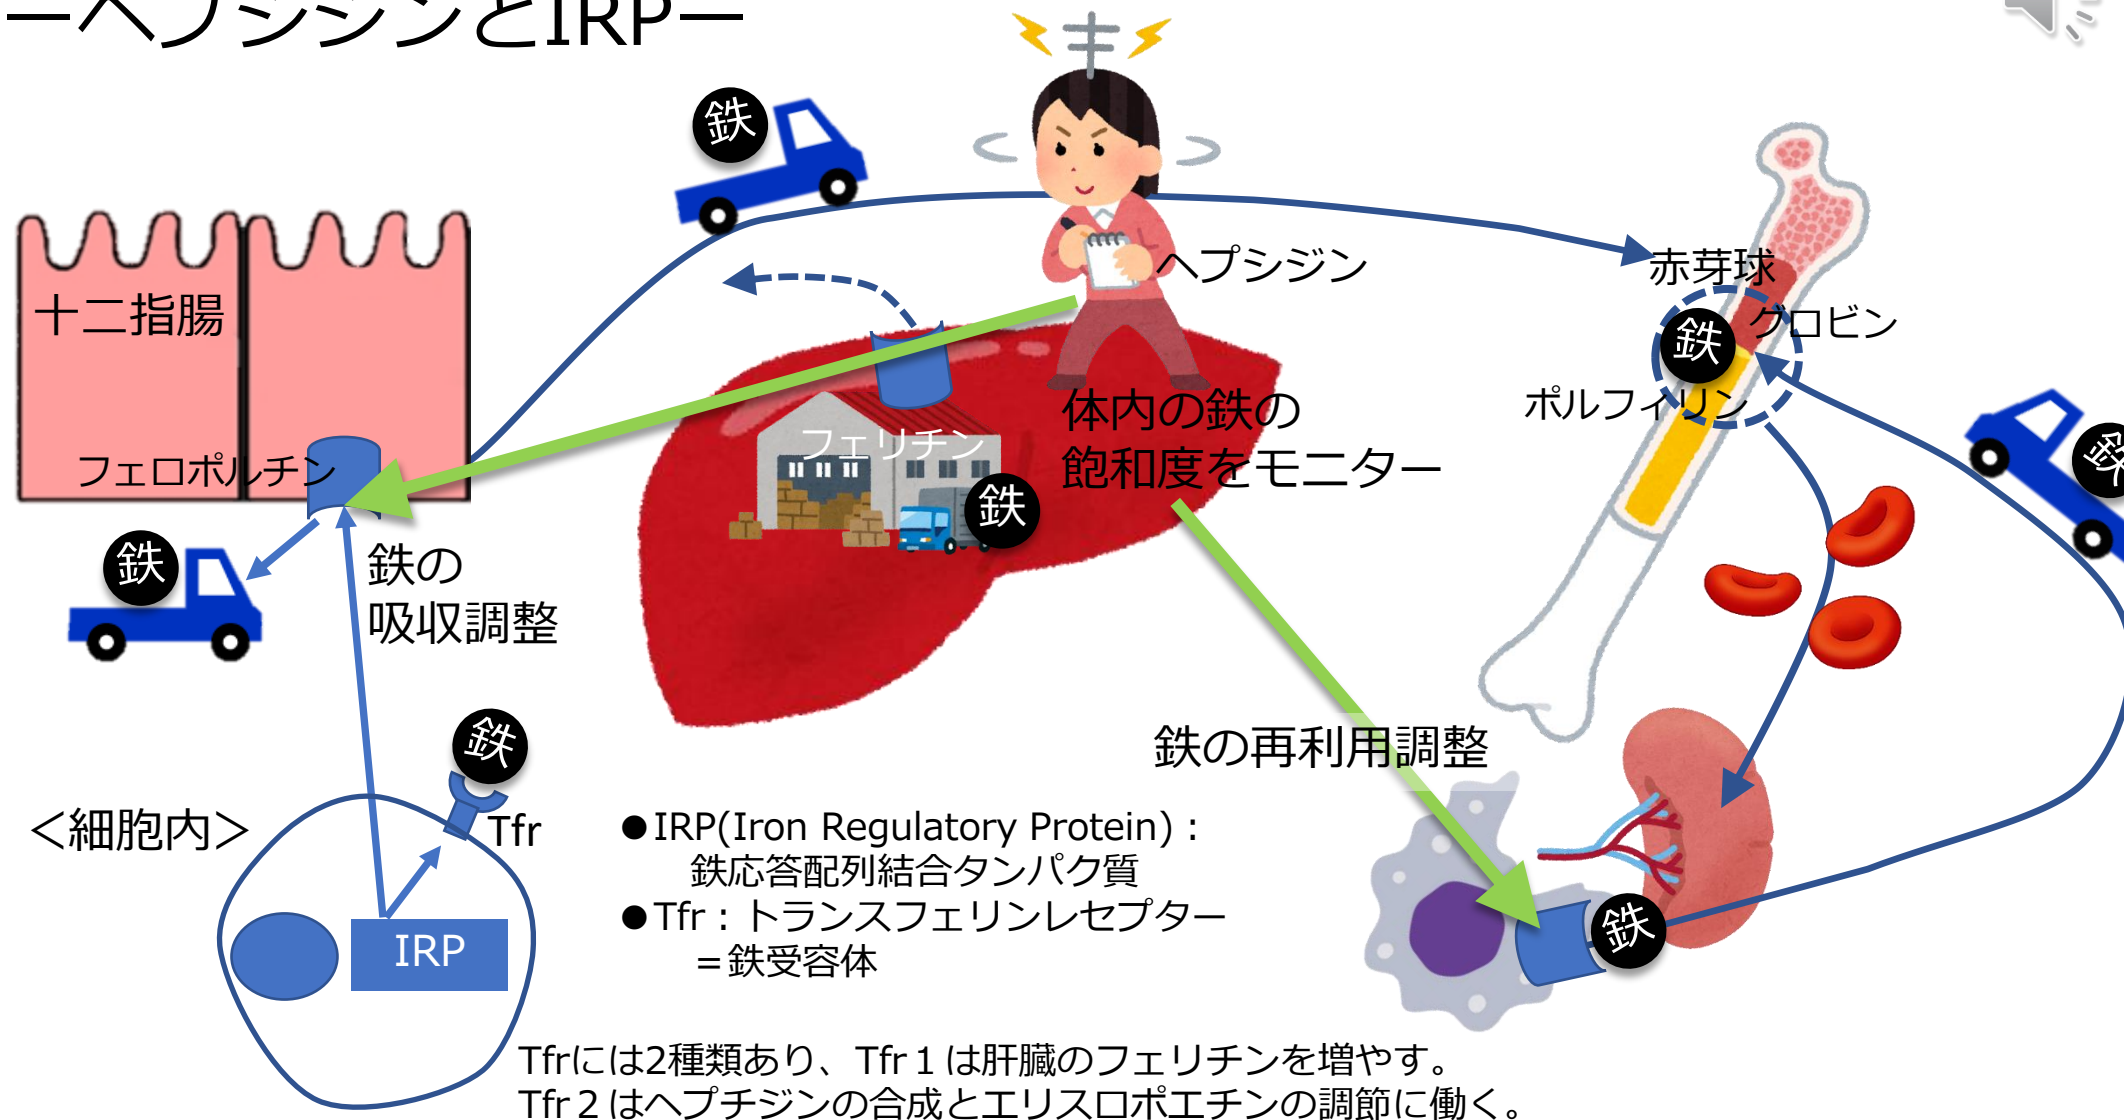 ーヘプシジンとIRPー
鉄
ヘプシジン
赤芽球
グロビン
鉄
ポルフィリン
鉄
十二指腸
フェロポルチン
フェリチン
鉄
体内の鉄の
飽和度をモニター
鉄
鉄の
吸収調整
鉄の再利用調整
鉄
＜細胞内＞
Tfr
IRP
●IRP(Iron Regulatory Protein)：
鉄応答配列結合タンパク質
●Tfr：トランスフェリンレセプター
＝鉄受容体
鉄
Tfrには2種類あり、Tfr１は肝臓のフェリチンを増やす。
Tfr２はヘプチジンの合成とエリスロポエチンの調節に働く。